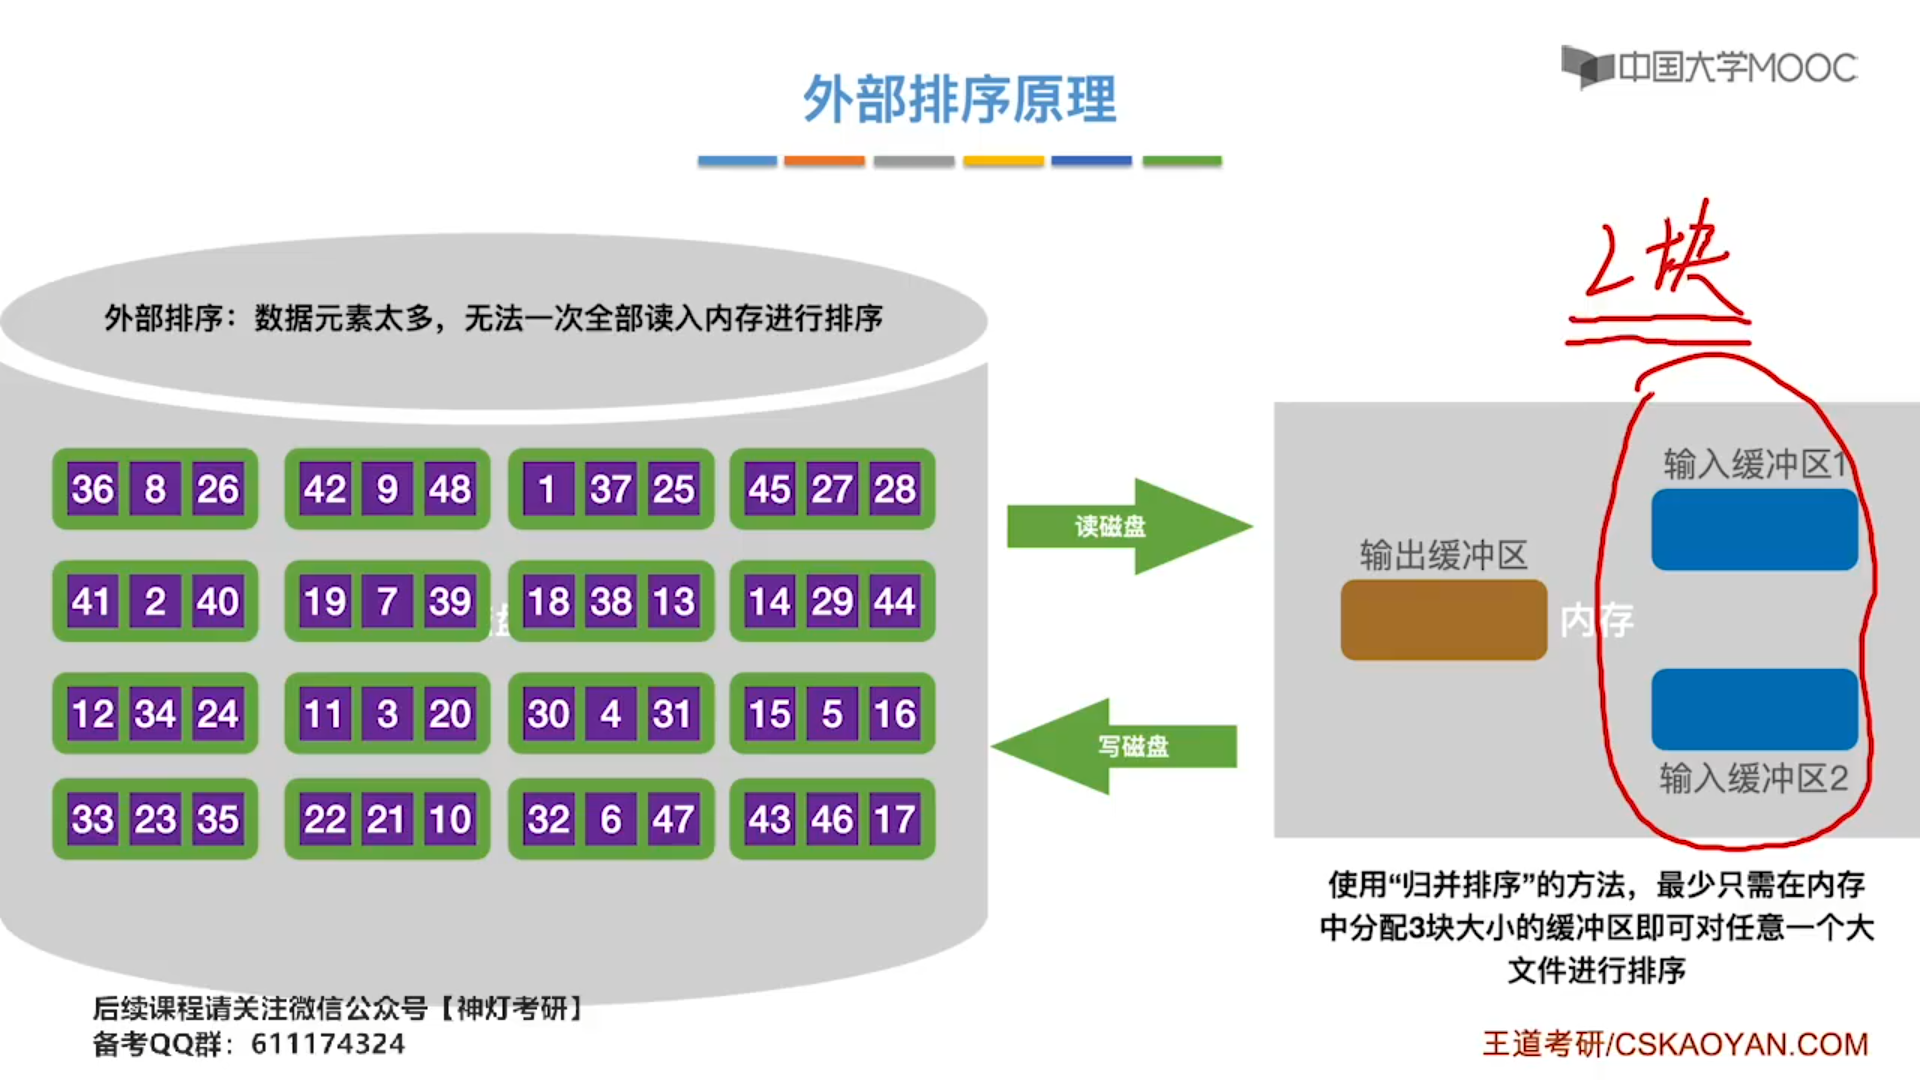 中国大学MOOC
外部排序原理
2块
外部排序：数据元素太多，无法一次全部读入内存进行排序
36 8 26 42 9 48 1 37 25 45 27 28
41 2 40 19 7 39 18 38 13 14 29 44
12 34 24 11 3 20 30 4 31 15 5 16
33 23 35 22 21 10 32 6 47 43 46 17
读磁盘
写磁盘
输入缓冲区1
输出缓冲区
内存
输入缓冲区2
使用“归并排序”的方法，最少只需在内存
中分配3块大小的缓冲区即可对任意一个大
文件进行排序
后续课程请关注微信公众号【神灯考研】
备考QQ群：611174324
王道考研/CSKAOYAN.COM